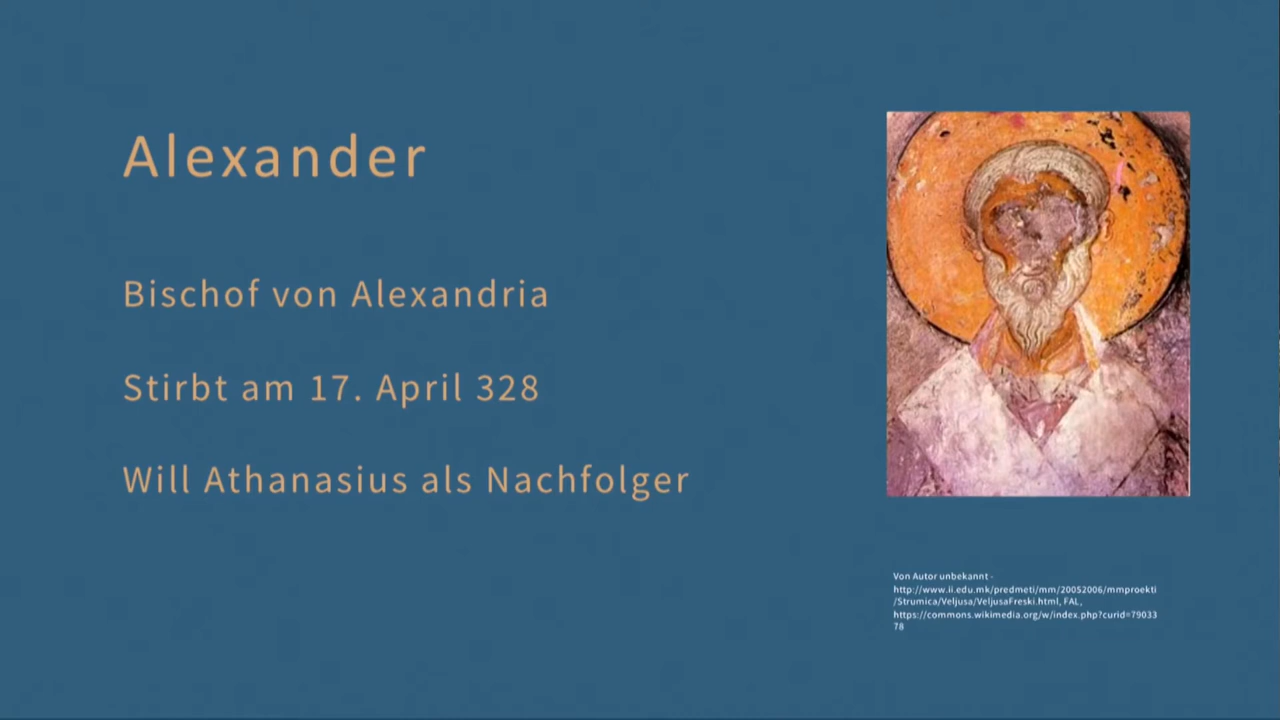 Alexander
Bischof von Alexandria
Stirbt am 17. April 328
Will Athanasius als Nachfolger
Von Autor unbekannt -
http://www.ii.edu.mk/predmeti/mm/20052006/mmproekti
/Strumica/Veljusa/VeljusaFreski.html, FAL,
https://commons.wikimedia.org/w/index.php?curid=79033
78